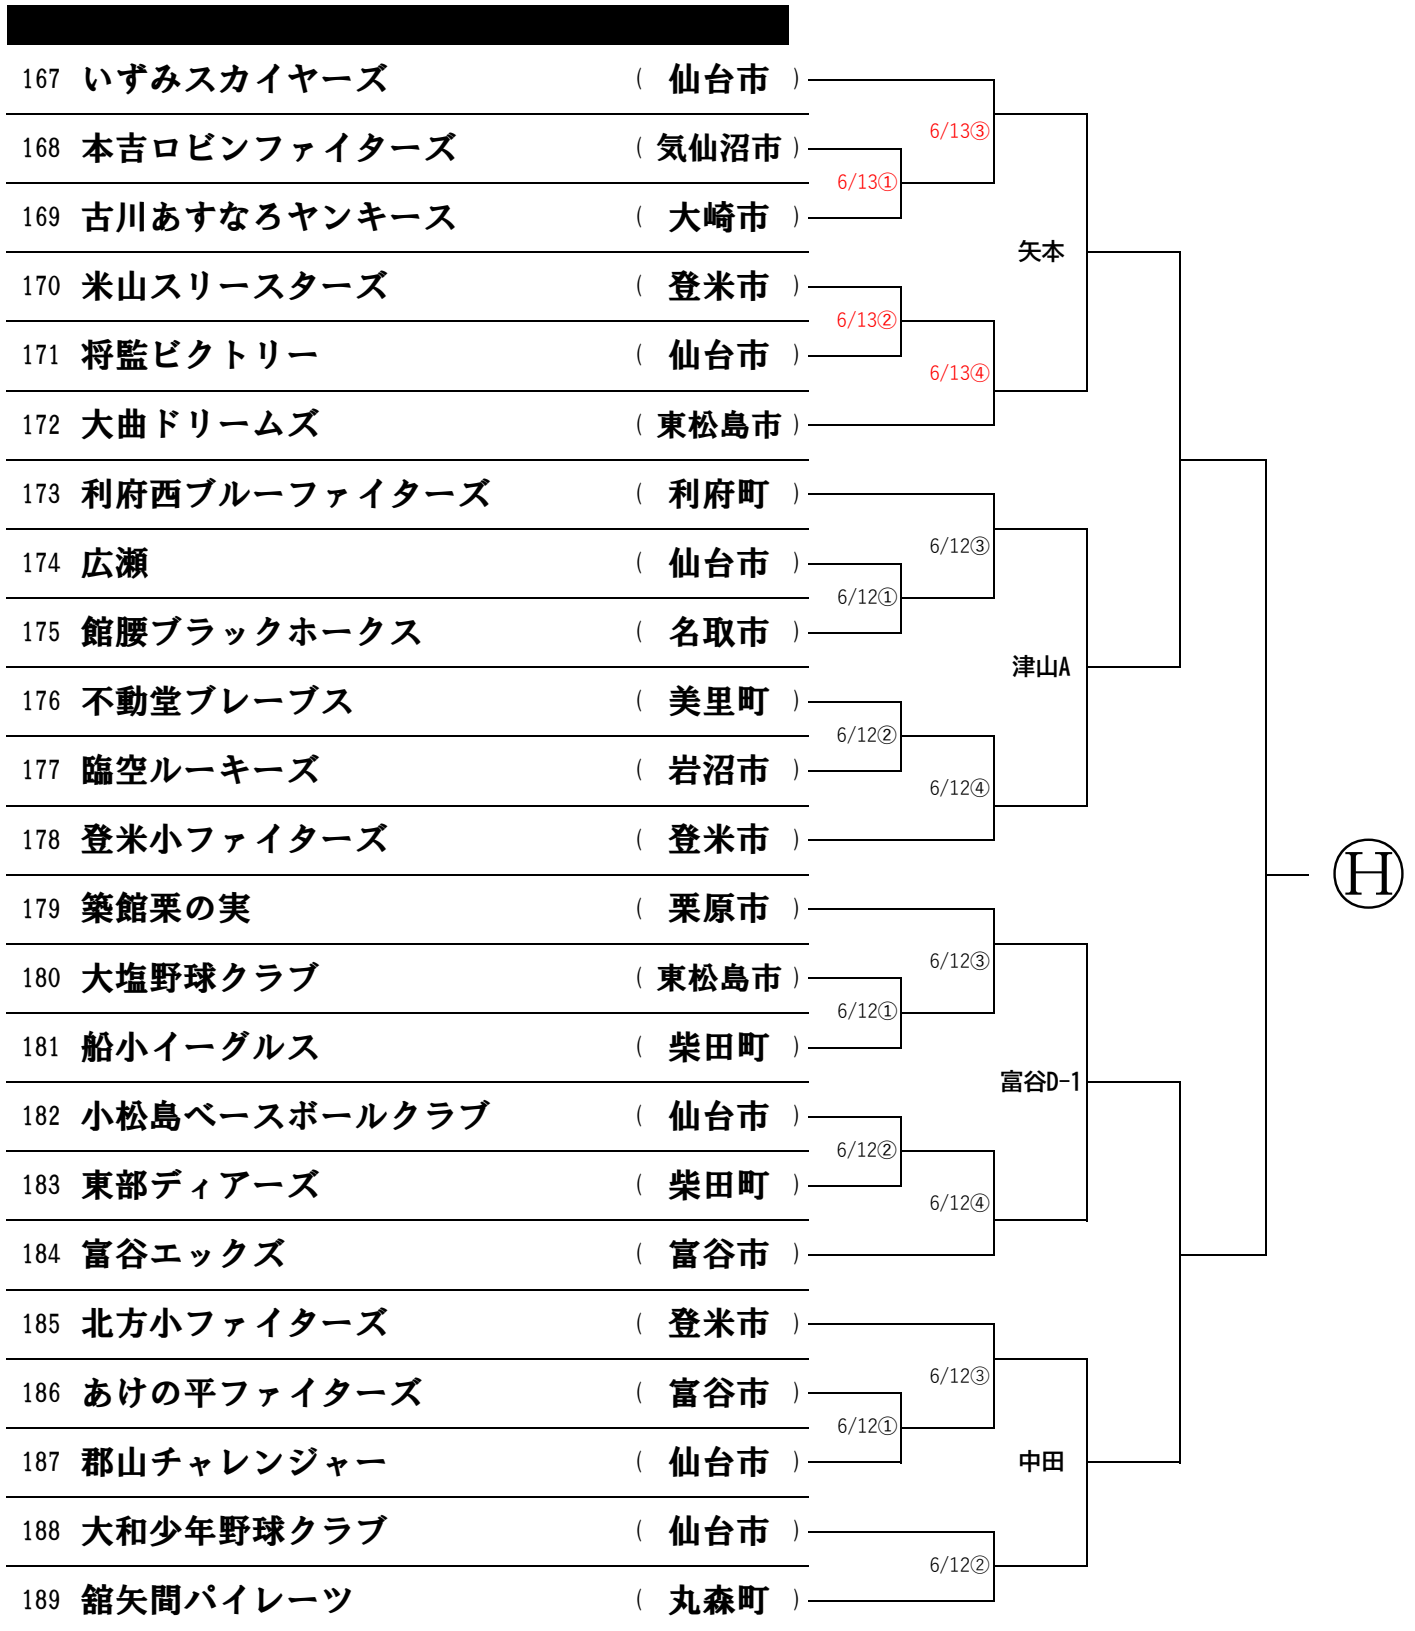 167 いずみスカイヤーズ ( 仙台市 )
6/13③
168 本吉ロビンファイターズ ( 気仙沼市 )
6/13①
169 古川あすなろヤンキース ( 大崎市 )
矢本
170 米山スリースターズ ( 登米市 )
6/13②
171 将監ビクトリー ( 仙台市 )
6/13④
172 大曲ドリームズ ( 東松島市 )
173 利府西ブルーファイターズ ( 利府町 )
6/12③
174 広瀬 ( 仙台市 )
6/12①
175 館腰ブラックホークス ( 名取市 )
津山A
176 不動堂ブレーブス ( 美里町 )
6/12②
177 臨空ルーキーズ ( 岩沼市 )
6/12④
178 登米小ファイターズ ( 登米市 )
Ⓗ
179 築館栗の実 ( 栗原市 )
6/12③
180 大塩野球クラブ ( 東松島市 )
6/12①
181 船小イーグルス ( 柴田町 )
富谷D-1
182 小松島ベースボールクラブ ( 仙台市 )
6/12②
183 東部ディアーズ ( 柴田町 )
6/12④
184 富谷エックズ ( 富谷市 )
185 北方小ファイターズ ( 登米市 )
6/12③
186 あけの平ファイターズ ( 富谷市 )
6/12①
187 郡山チャレンジャー ( 仙台市 )
中田
188 大和少年野球クラブ ( 仙台市 )
6/12②
189 舘矢間パイレーツ ( 丸森町 )